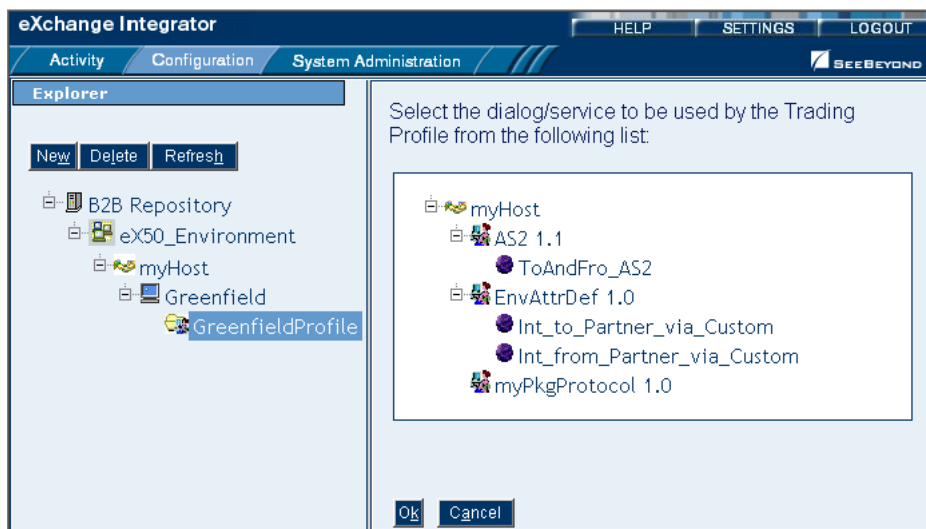 eXchange Integrator
HELP
SETTINGS
LOGOUT
Activity
Configuration
System Administration
SEEBEYOND
Explorer
New
Delete
Refresh
B2B Repository
eX50_Environment
myHost
Greenfield
GreenfieldProfile
Select the dialog/service to be used by the Trading
Profile from the following list:
myHost
AS2 1.1
ToAndFro_AS2
EnvAttrDef 1.0
Int_to_Partner_via_Custom
Int_from_Partner_via_Custom
myPkgProtocol 1.0
Ok
Cancel